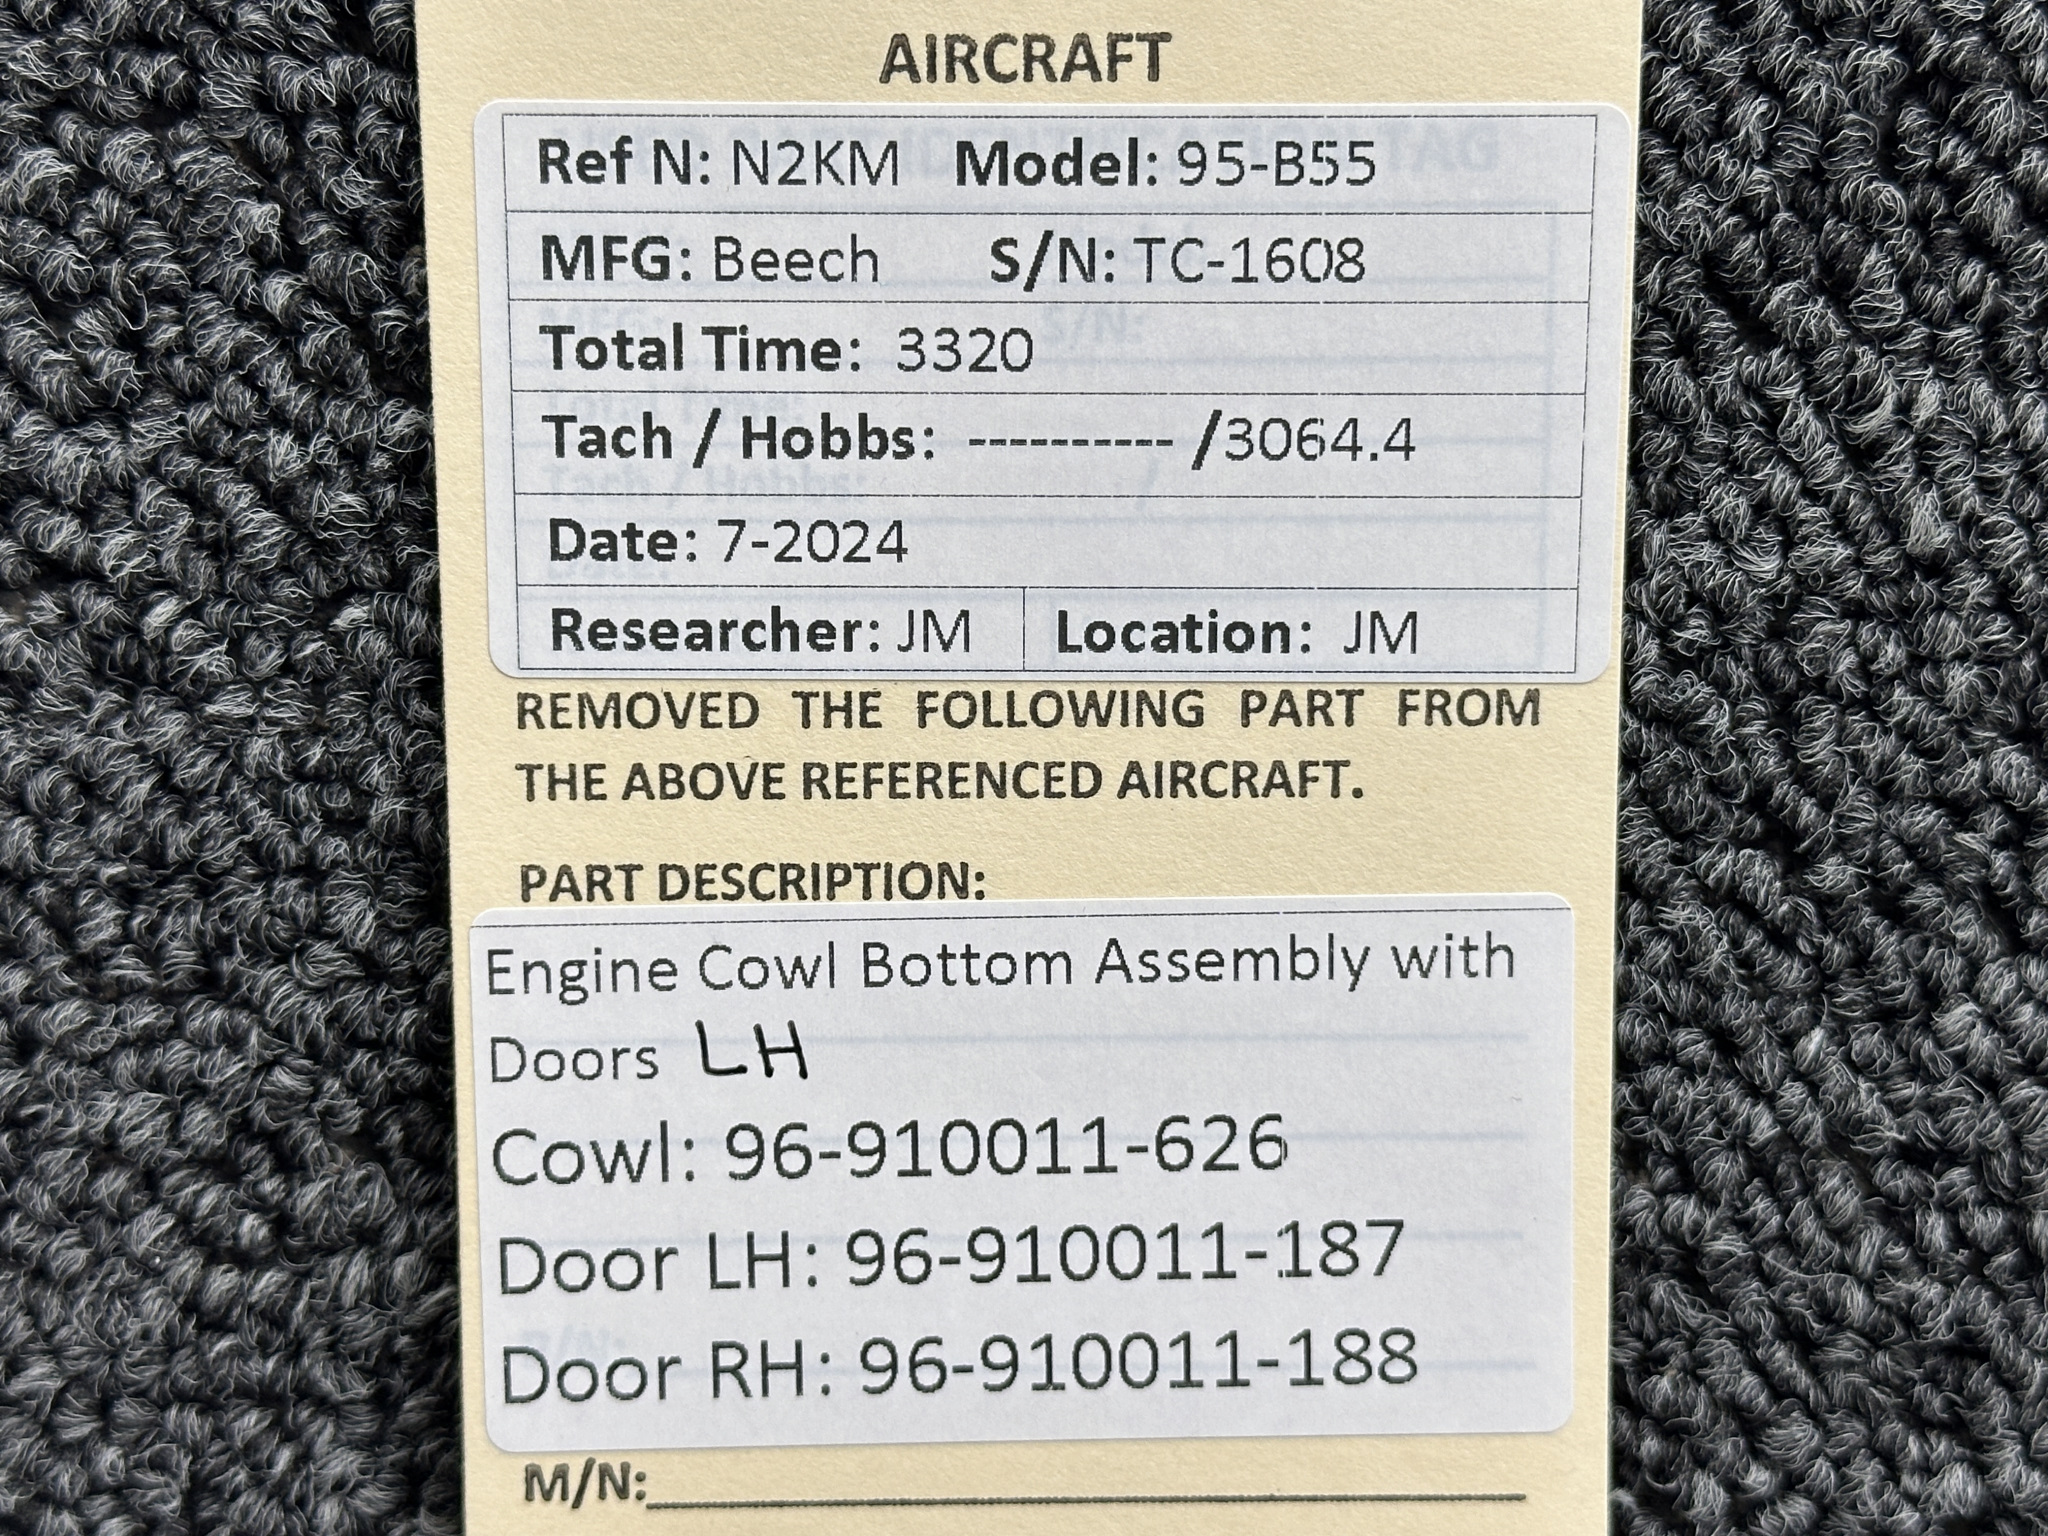 AIRCRAFT
Ref N: N2KM Model: 95-B55
MFG: Beech S/N: TC-1608
Total Time: 3320
Tach / Hobbs: ---------- /3064.4
Date: 7-2024
Researcher: JM Location: JM
REMOVED THE FOLLOWING PART FROM
THE ABOVE REFERENCED AIRCRAFT.
PART DESCRIPTION:
Engine Cowl Bottom Assembly with
Doors LH
Cowl: 96-910011-626
Door LH: 96-910011-187
Door RH: 96-910011-188
M/N: